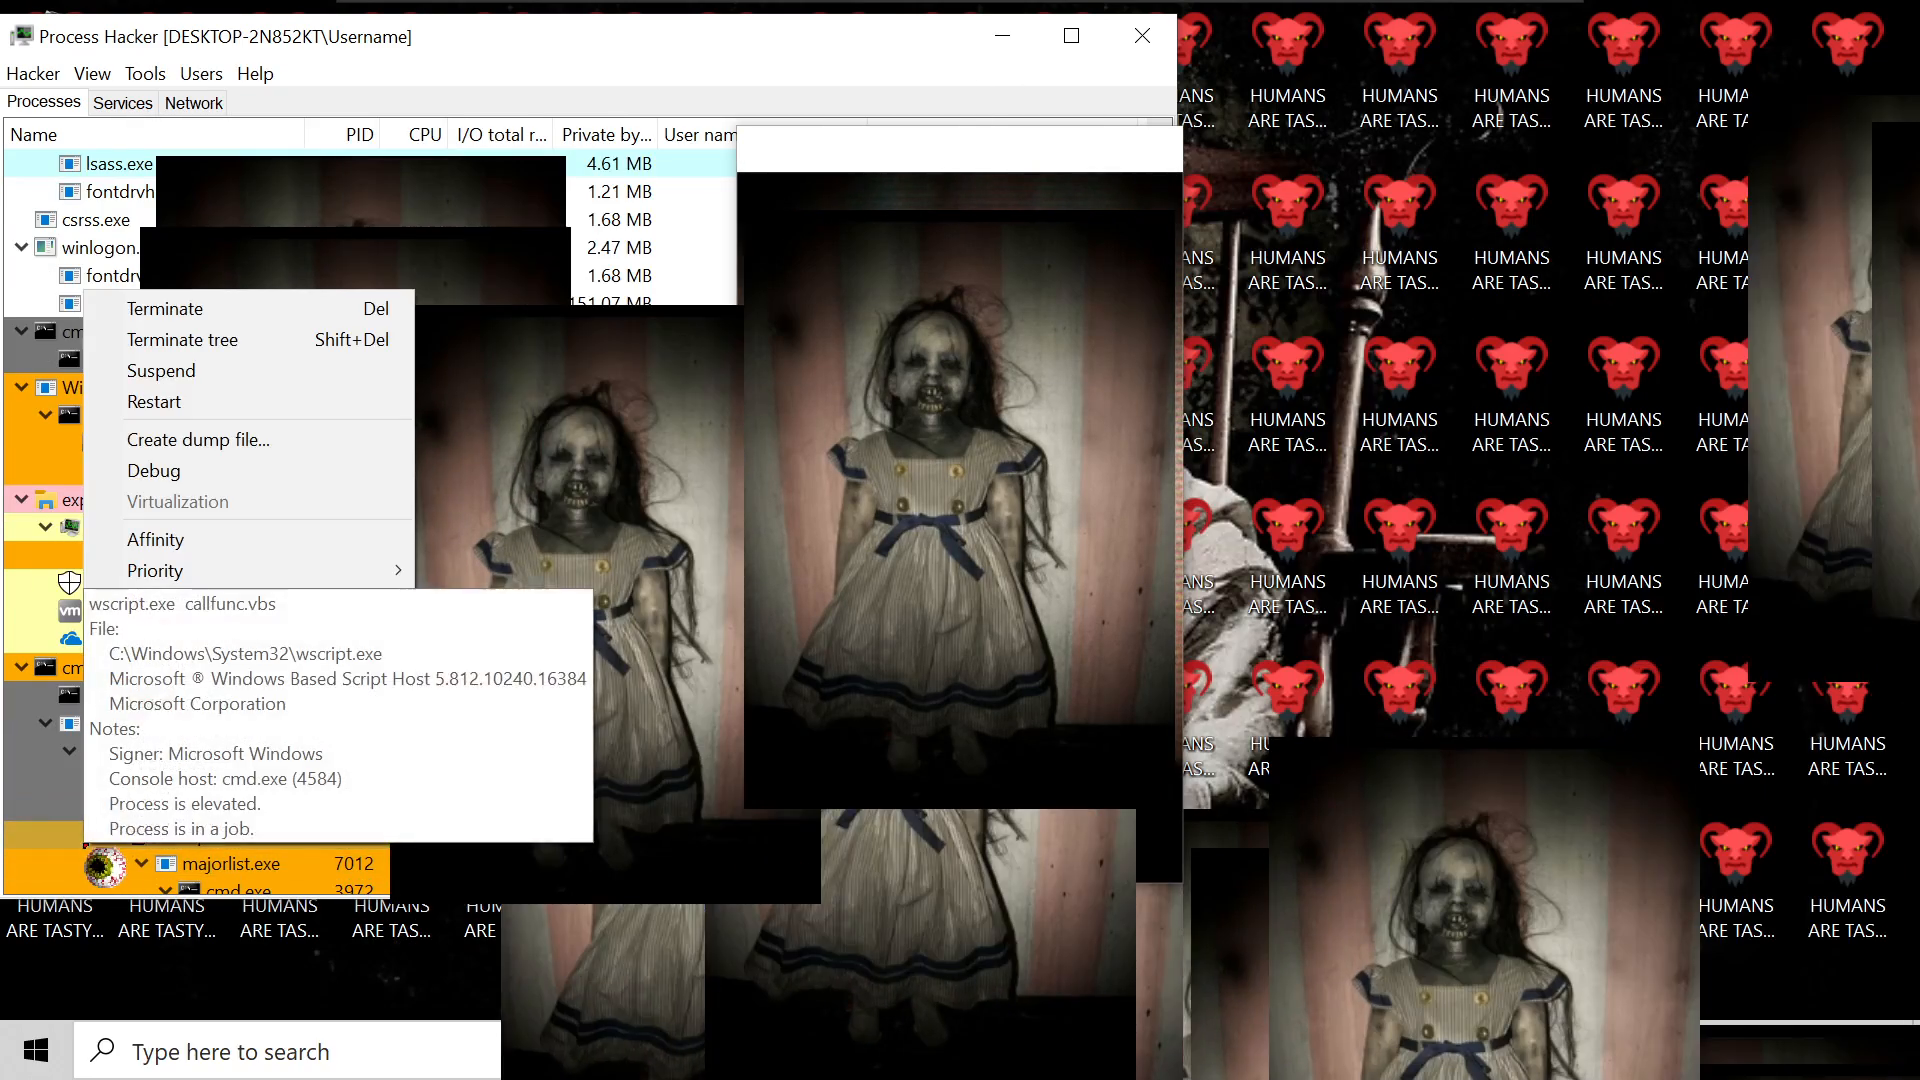 Process Hacker [DESKTOP-2N852KT\Username]
Hacker View Tools Users Help
Processes Services Network
Name PID CPU I/O total r... Private by... User nam
lsass.exe 4.61 MB
fontdrvh 1.21 MB
csrss.exe 1.68 MB
winlogon. 2.47 MB
fontdrv 1.68 MB
151.07 MB
cm
Wi
exp
cm
Terminate Del
Terminate tree Shift+Del
Suspend
Restart
Create dump file...
Debug
Virtualization
Affinity
Priority
vm
wscript.exe callfunc.vbs
File:
C:\Windows\System32\wscript.exe
Microsoft ® Windows Based Script Host 5.812.10240.16384
Microsoft Corporation
Notes:
Signer: Microsoft Windows
Console host: cmd.exe (4584)
Process is elevated.
Process is in a job.
majorlist.exe 7012
cmd.exe 3972
ANS HUMANS HUMANS HUMANS HUMANS HUMANS
TAS... ARE TAS... ARE TAS... ARE TAS... ARE TAS... ARE TA
ANS HUMANS HUMANS HUMANS HUMANS HUMANS
TAS... ARE TAS... ARE TAS... ARE TAS... ARE TAS... ARE TA
ANS HUMANS HUMANS HUMANS HUMANS HUMANS
TAS... ARE TAS... ARE TAS... ARE TAS... ARE TAS... ARE TA
ANS HUMANS HUMANS HUMANS HUMANS HUMANS
TAS... ARE TAS... ARE TAS... ARE TAS... ARE TAS... ARE TA
ANS HU HUMANS HUMANS
TAS... AR ARE TAS... ARE TAS...
HUMANS HUMANS HUMANS HUMANS HUM HUMANS HUMANS
ARE TASTY... ARE TASTY... ARE TAS... ARE TAS... ARE ARE TAS... ARE TAS...
Type here to search